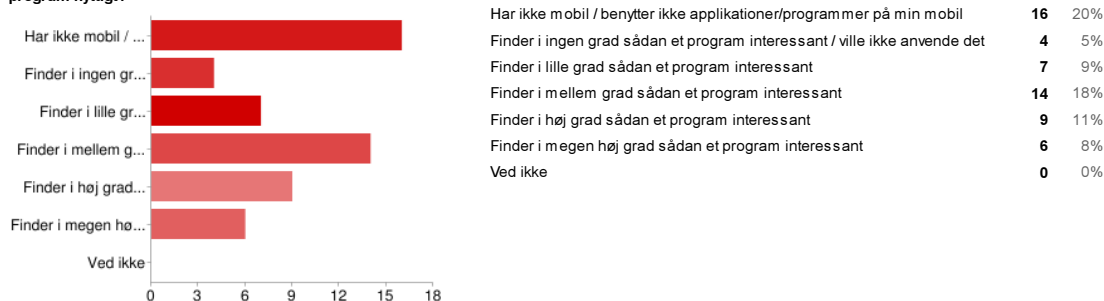 Har ikke mobil / ...
Finder i ingen gr...
Finder i lille gr...
Finder i mellem g...
Finder i høj grad...
Finder i megen hø...
Ved ikke
0 3 6 9 12 15 18
Har ikke mobil / benytter ikke applikationer/programmer på min mobil 16 20%
Finder i ingen grad sådan et program interessant / ville ikke anvende det 4 5%
Finder i lille grad sådan et program interessant 7 9%
Finder i mellem grad sådan et program interessant 14 18%
Finder i høj grad sådan et program interessant 9 11%
Finder i megen høj grad sådan et program interessant 6 8%
Ved ikke 0 0%